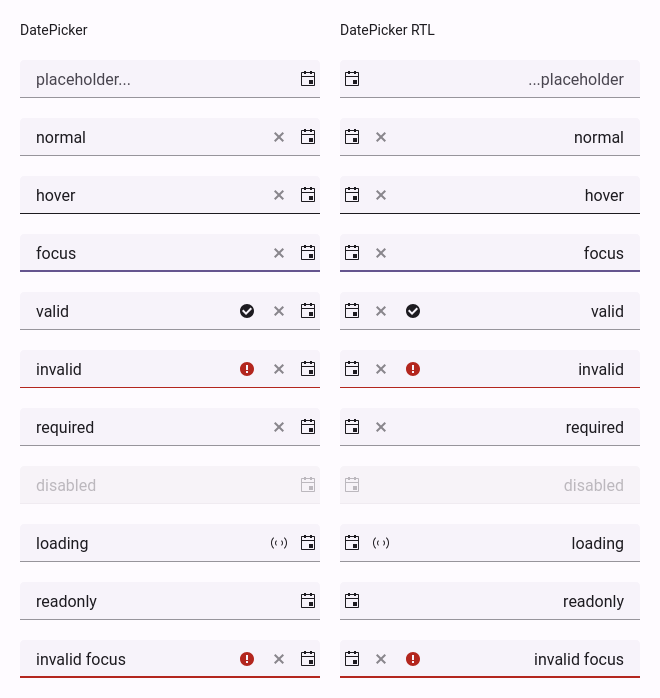 DatePicker
DatePicker RTL
placeholder...
...placeholder
normal
normal
hover
hover
focus
focus
valid
valid
invalid
invalid
required
required
disabled
disabled
loading
loading
readonly
readonly
invalid focus
invalid focus